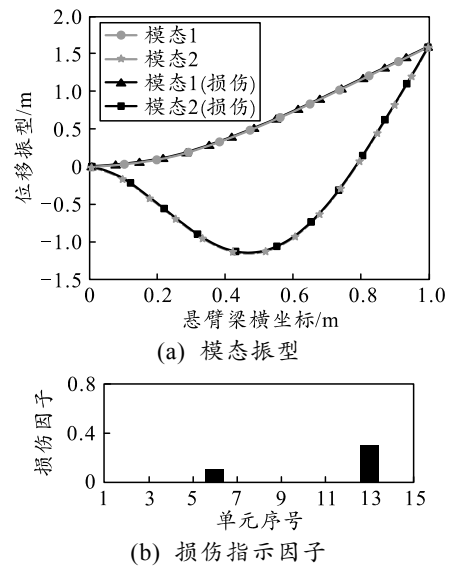 2.0
1.5
1.0
0.5
0
−0.5
−1.0
−1.5
位移振型/m
模态1
模态2
模态1(损伤)
模态2(损伤)
0 0.2 0.4 0.6 0.8 1.0
悬臂梁横坐标/m
(a) 模态振型
0.8
0.4
0
损伤因子
1 3 5 7 9 11 13 15
单元序号
(b) 损伤指示因子